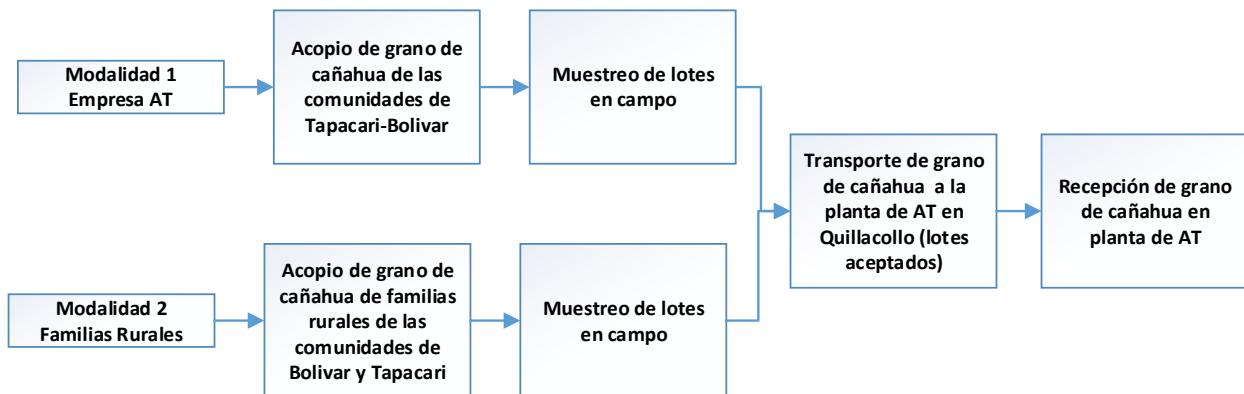 Modalidad 1
Empresa AT
Acopio de grano de
cañahua de las
comunidades de
Tapacari-Bolivar
Muestreo de lotes
en campo
Modalidad 2
Familias Rurales
Acopio de grano de
cañahua de familias
rurales de las
comunidades de
Bolivar y Tapacari
Muestreo de lotes
en campo
Transporte de grano
de cañahua a la
planta de AT en
Quillacollo (lotes
aceptados)
Recepción de grano
de cañahua en
planta de AT